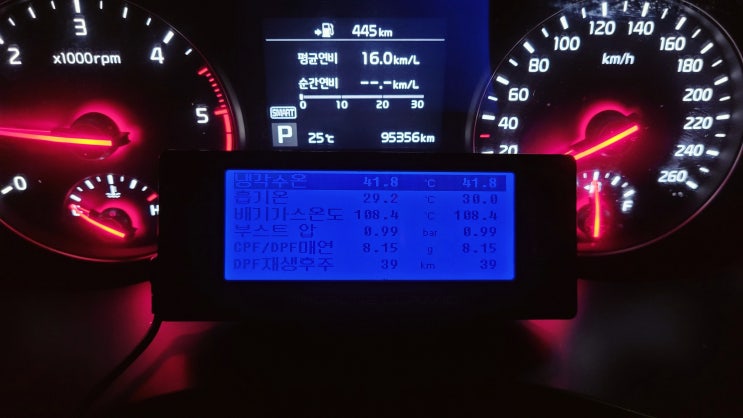 445km
평균연비 16.0km/L
순간연비 --.-km/L
0 10 20 30
SMART
P 25℃ 95356km
0 2 3 4 5
x1000rpm
H
20 40 60 80 100 120 140 160 180 200 220 240 260
km/h
냉각수온 41.8 ℃ 41.8
흡기온 29.2 ℃ 30.0
배기가스온도 108.4 ℃ 108.4
부스트 압 0.99 bar 0.99
CPF/DPF매연 8.15 g 8.15
DPF재생후주 39 km 39